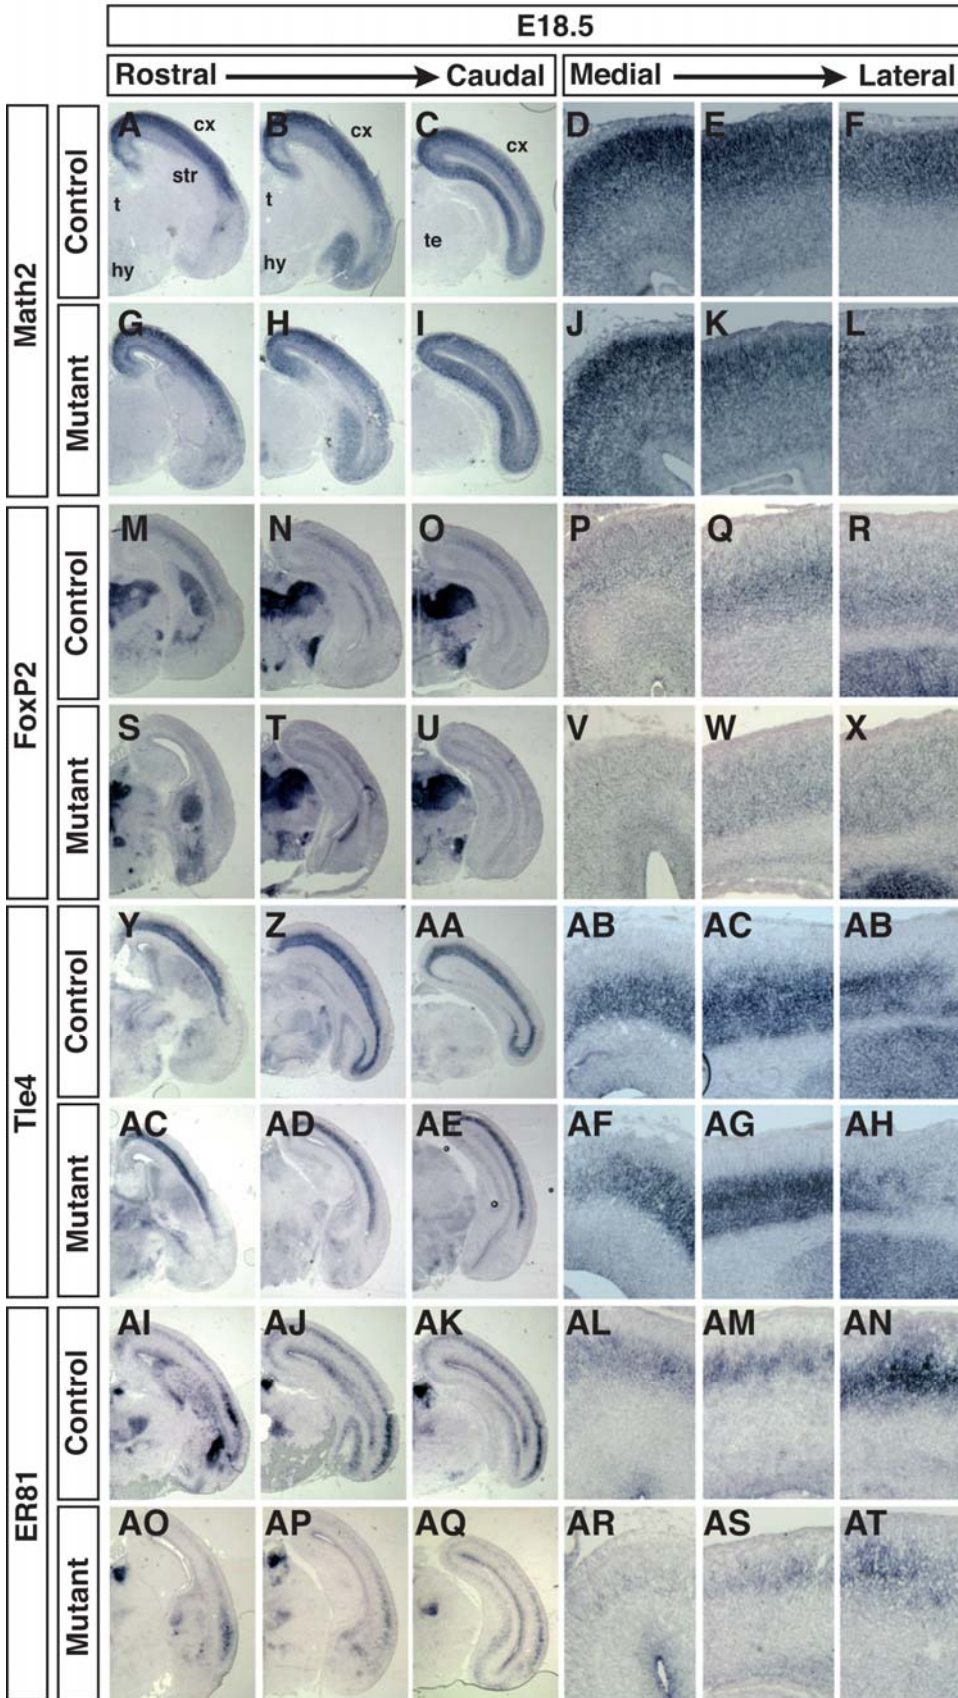 E18.5
Rostral Caudal Medial Lateral
Math2
Control
A cx str t hy
B cx t hy
C cx te
D E F
Mutant
G H I J K L
FoxP2
Control
M N O P Q R
Mutant
S T U V W X
Tle4
Control
Y Z AA AB AC AB
Mutant
AC AD AE AF AG AH
ER81
Control
AI AJ AK AL AM AN
Mutant
AO AP AQ AR AS AT